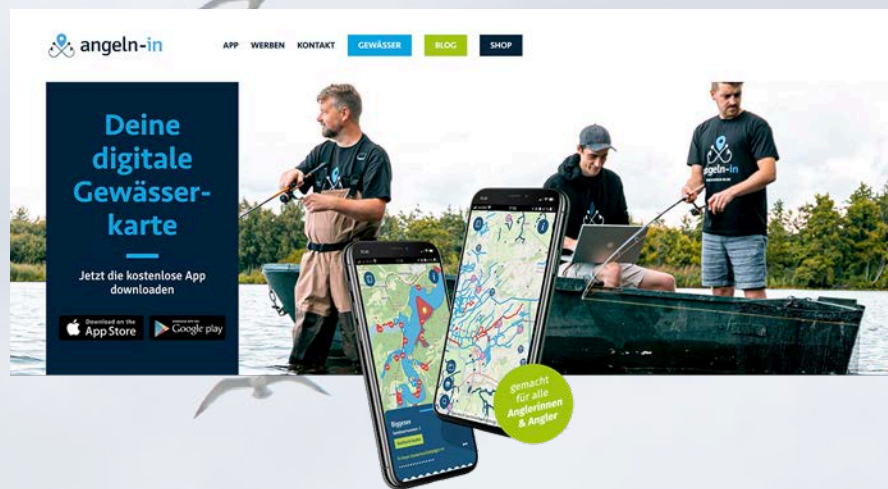 angeln-in
APP WERBEN KONTAKT GEWÄSSER BLOG SHOP
Deine
digitale
Gewässer-
karte
Jetzt die kostenlose App
downloaden
Download on the
App Store
Google play
angeln-in
Biggesee
gemacht
für alle
Anglerinnen
& Angler